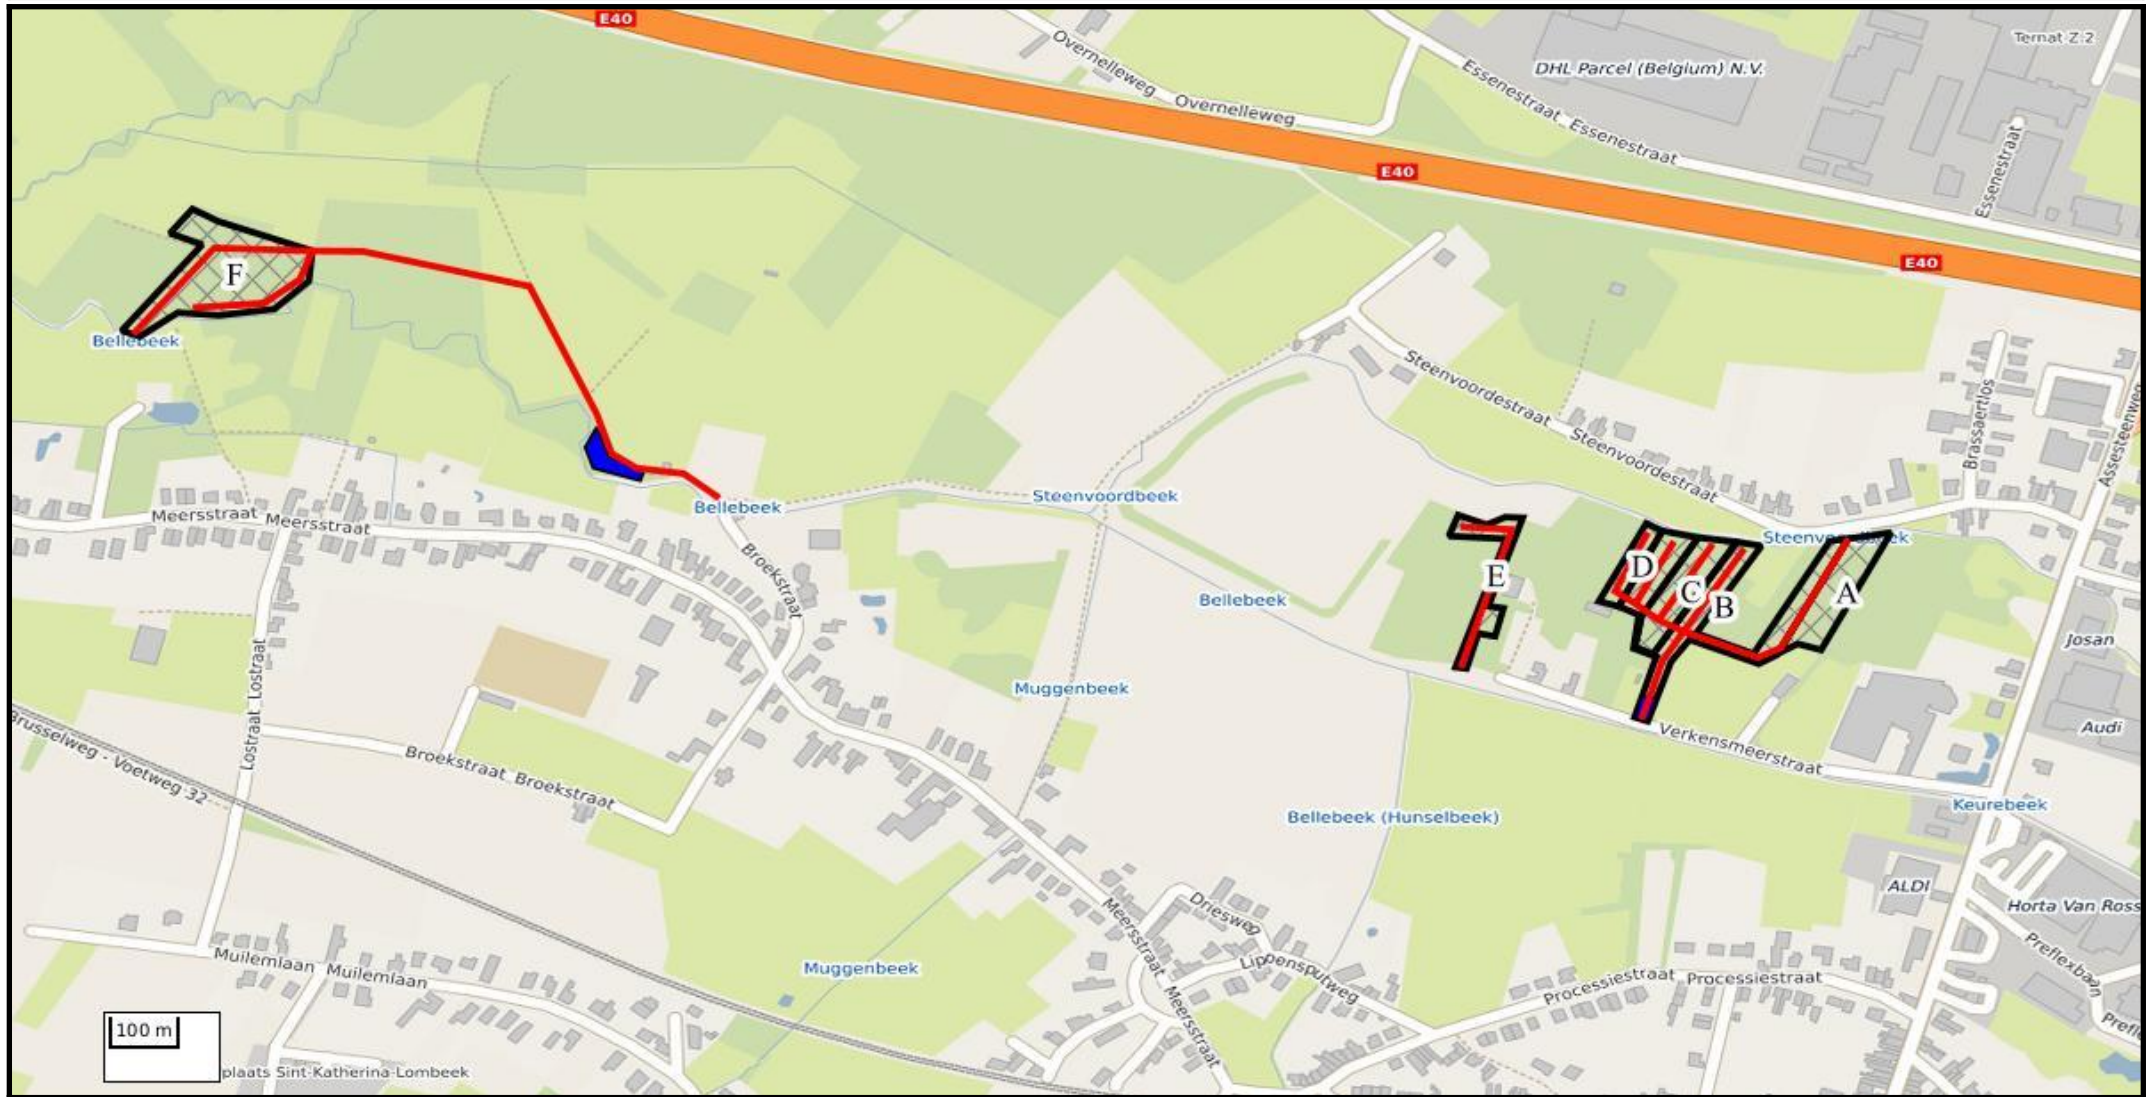 E40
Overnelleweg
Overnelleweg
Essenestraat
Essenestraat
DHL Parcel (Belgium) N.V.
Ternat Z.2
Essenestraat
E40
E40
F
Bellebeek
Steenvoordestraat
Steenvoordestraat
Brassaertlos
Assesteenweg
Meersstraat
Meersstraat
Bellebeek
Steenvoordbeek
Broekstraat
E
D
C
B
A
Bellebeek
Josan
Lostraat
Lostraat
Muggenbeek
Audi
Verkensmeerstraat
Brusselweg - Voetweg 32
Broekstraat
Broekstraat
Bellebeek (Hunselbeek)
Keurebeek
ALDI
Horta Van Ross
Preflexbaan
Driesweg
Meersstraat
Meersstraat
Lippensputweg
Muilemlaan
Muilemlaan
Muggenbeek
Processiestraat
Processiestraat
100 m
plaats Sint-Katherina-Lombeek